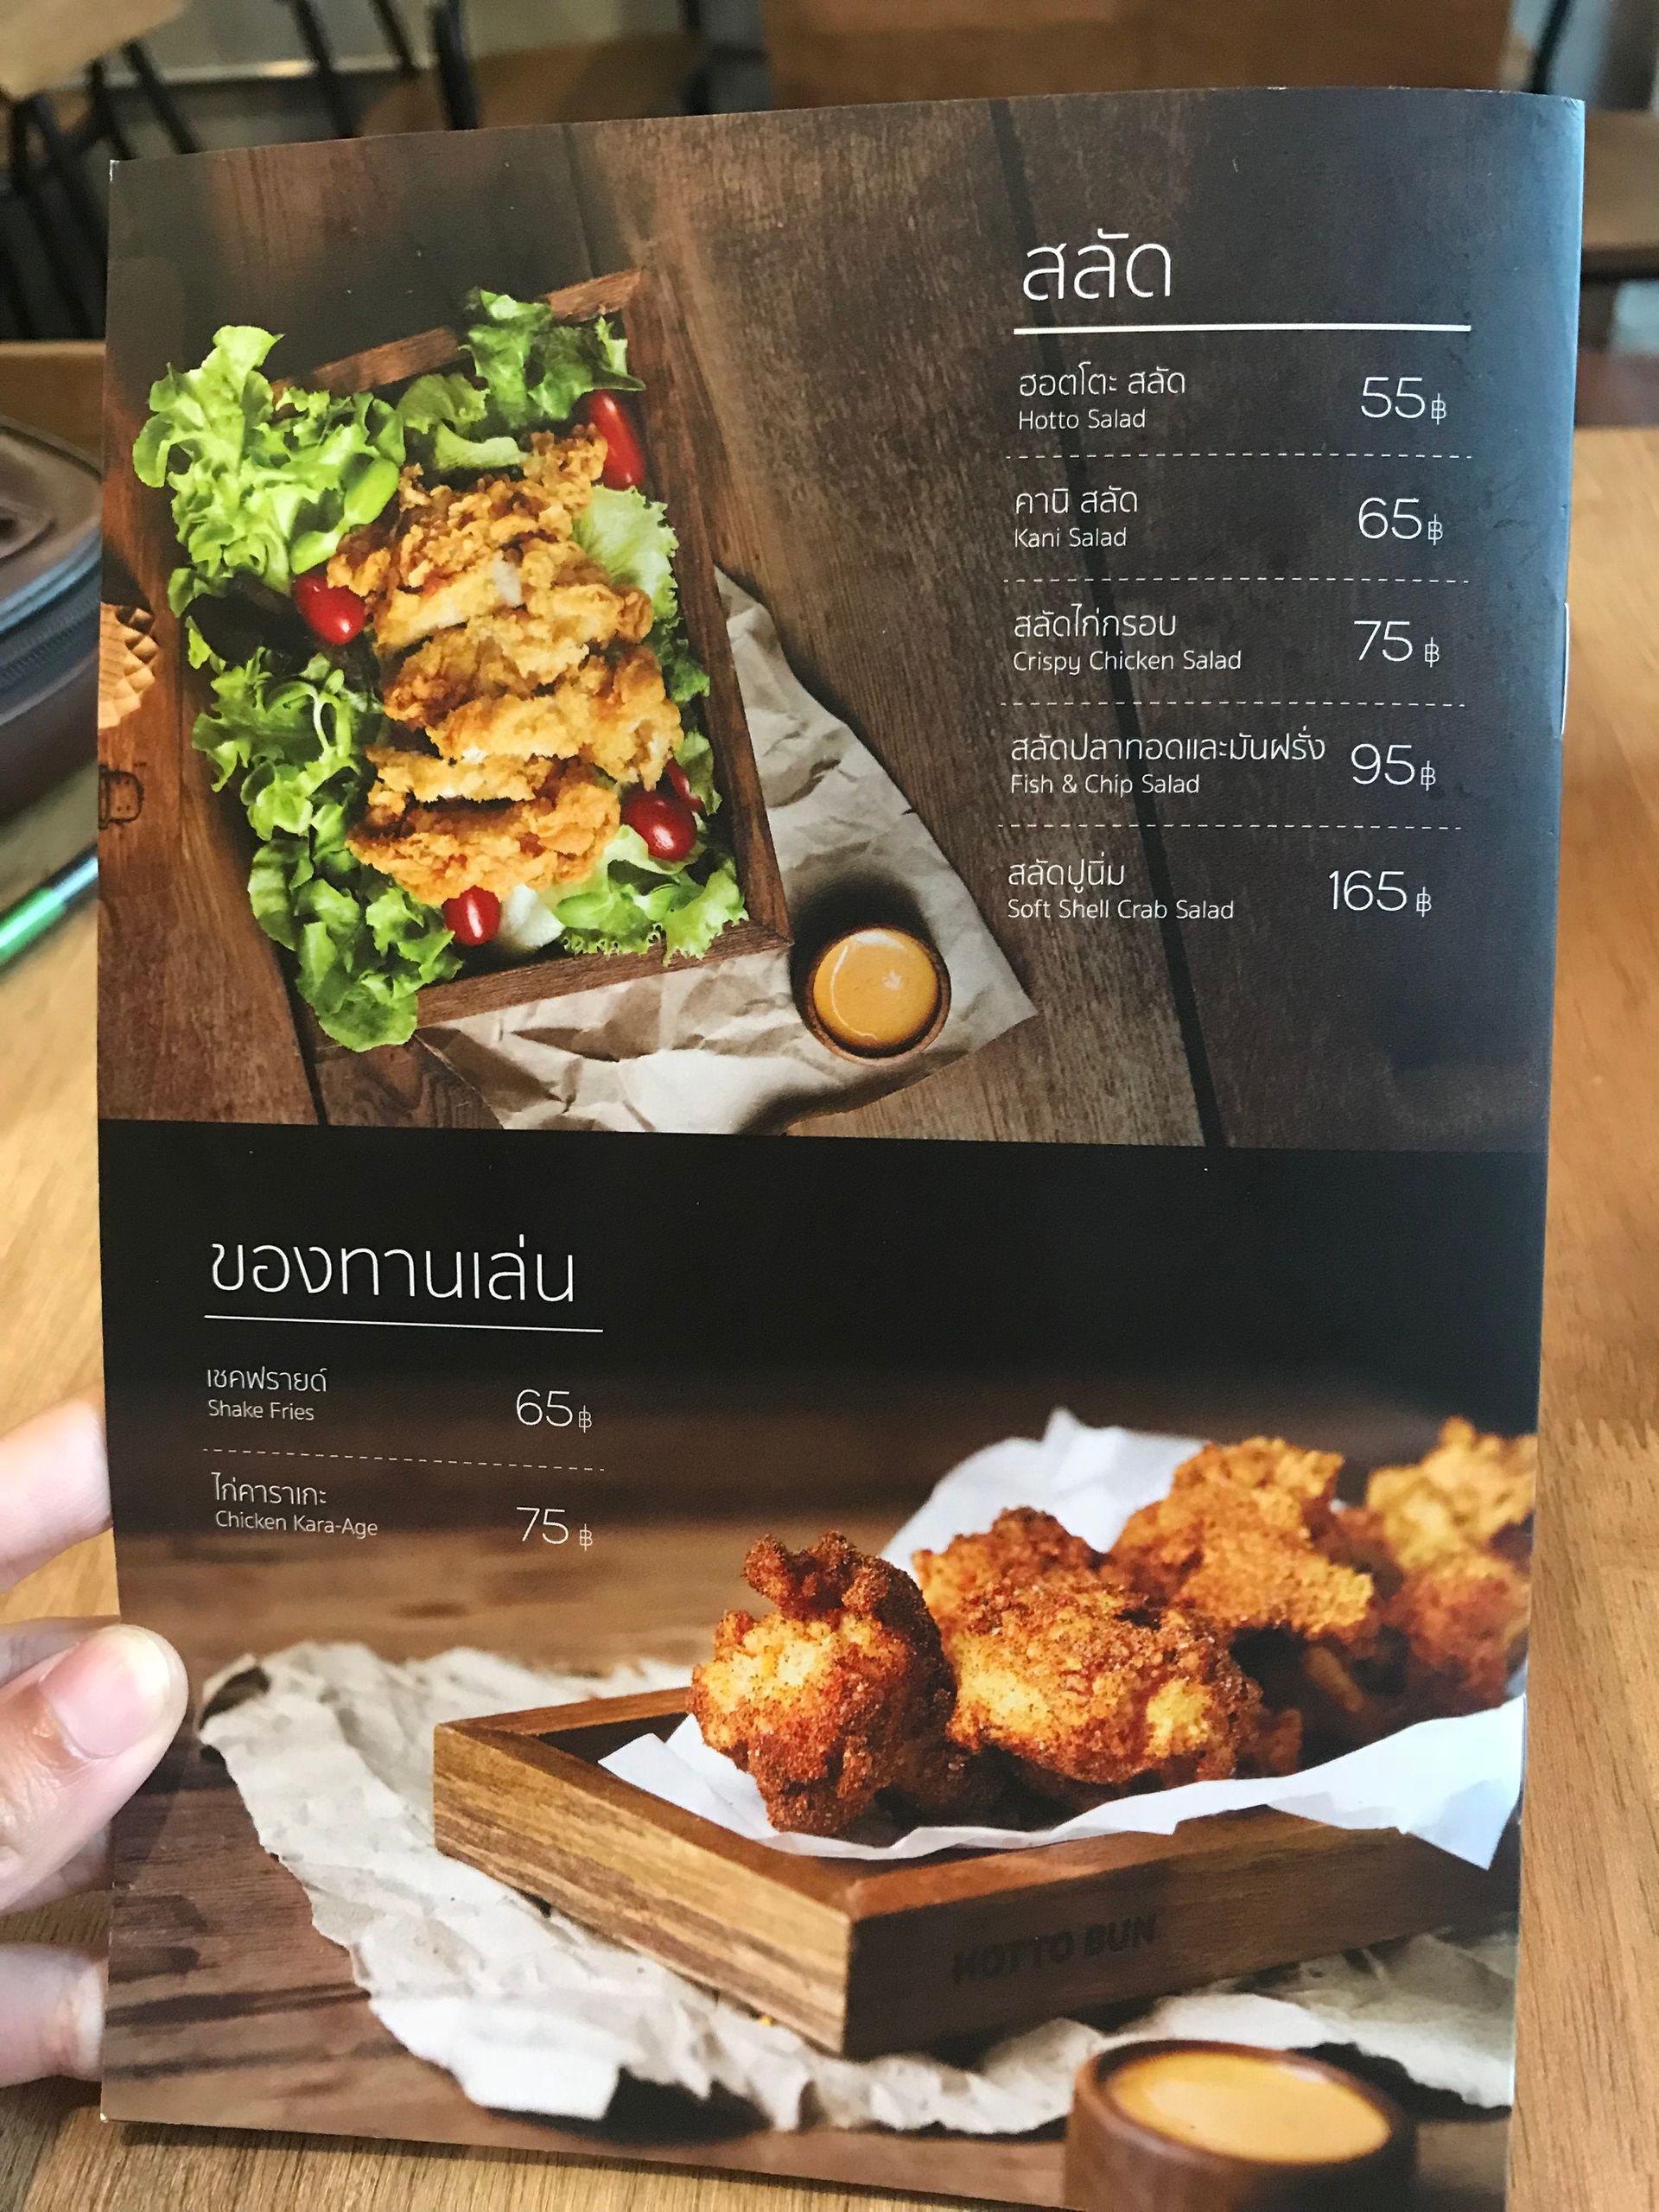 สลัด
ฮอตโตะ สลัด 55฿
Hotto Salad
คานิ สลัด 65฿
Kani Salad
สลัดไก่กรอบ 75฿
Crispy Chicken Salad
สลัดปลาทอดและมันฝรั่ง 95฿
Fish & Chip Salad
สลัดปูนิ่ม 165฿
Soft Shell Crab Salad
ของทานเล่น
เชคฟรายด์ 65฿
Shake Fries
ไก่คาราเกะ 75฿
Chicken Kara-Age
HOTTO BUN